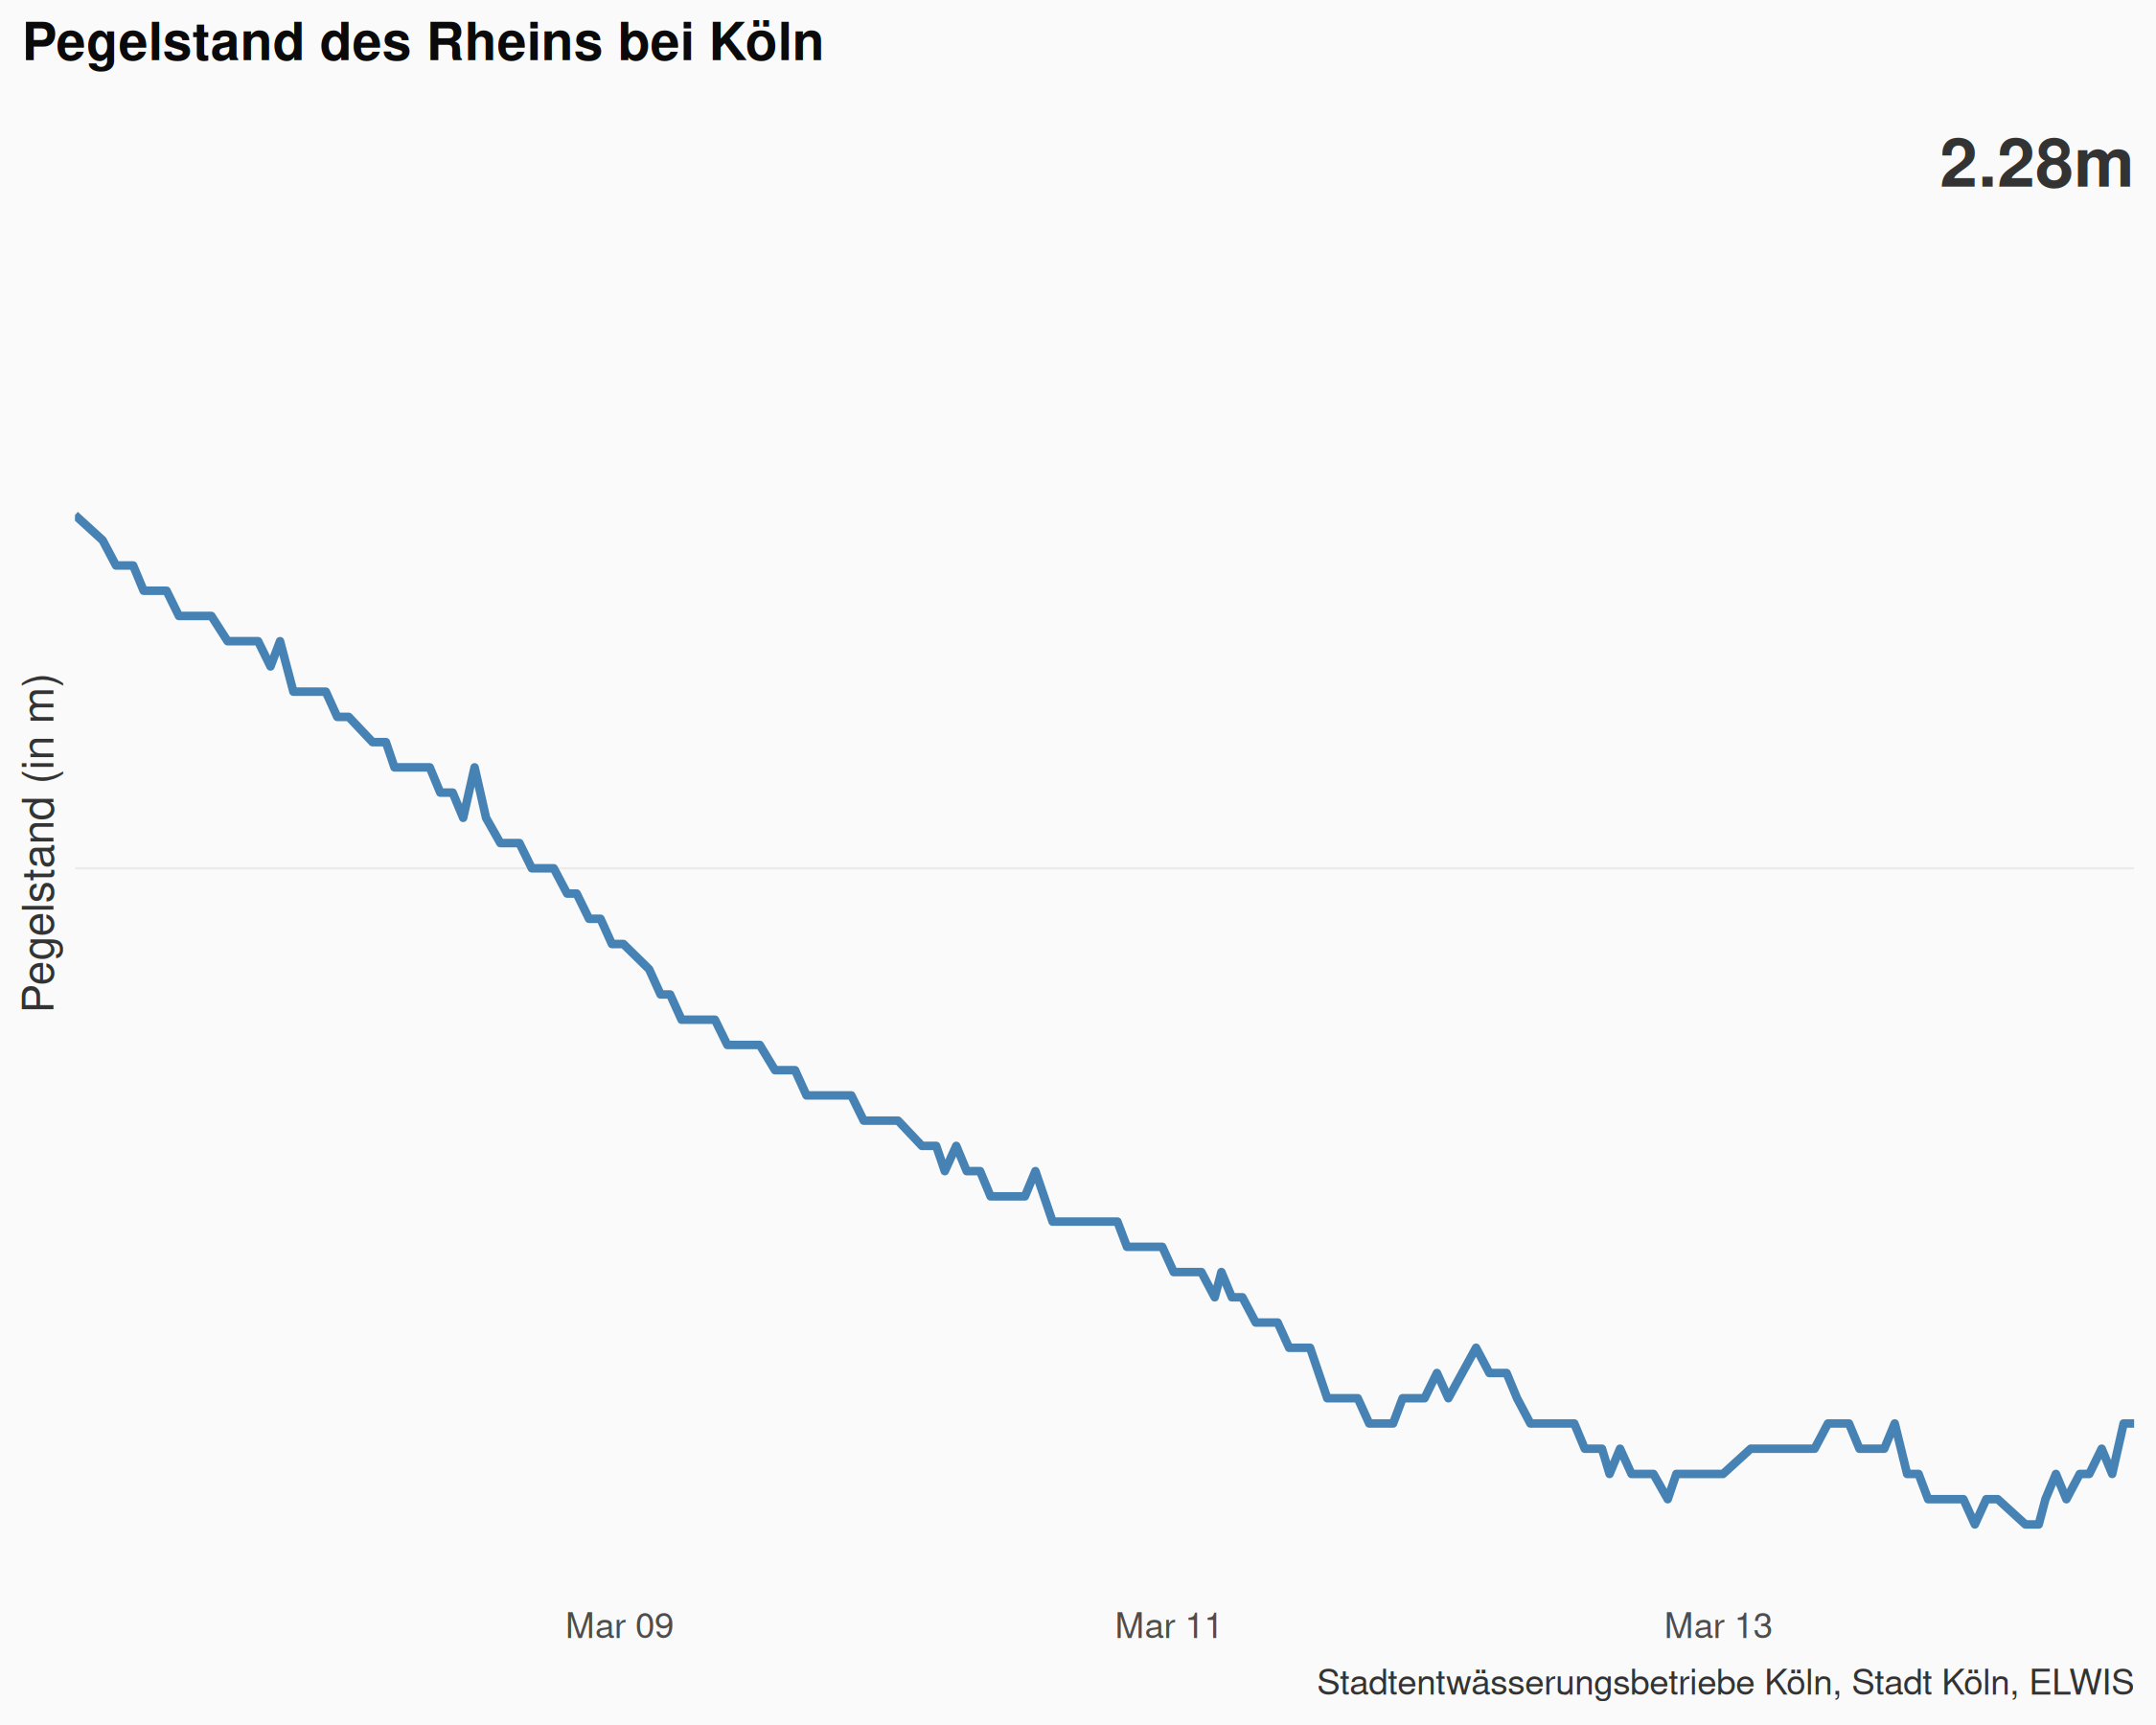 Pegelstand des Rheins bei Köln
2.28m
Pegelstand (in m)
Mar 09
Mar 11
Mar 13
Stadtentwässerungsbetriebe Köln, Stadt Köln, ELWIS